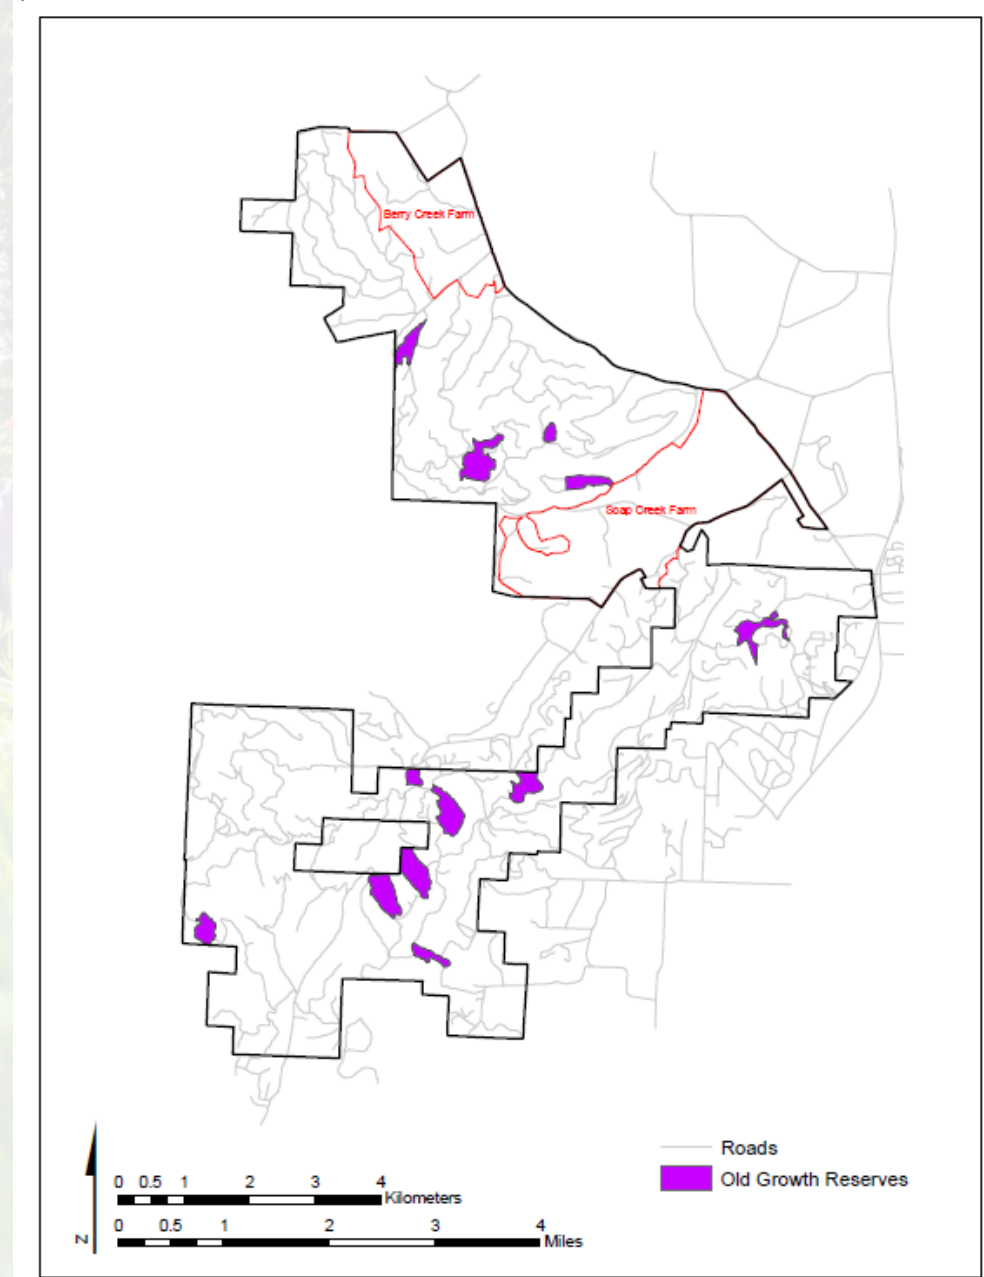 Berry Creek Farm
Soap Creek Farm
Roads
Old Growth Reserves
0 0.5 1 2 3 4
Kilometers
0 0.5 1 2 3 4
Miles
N